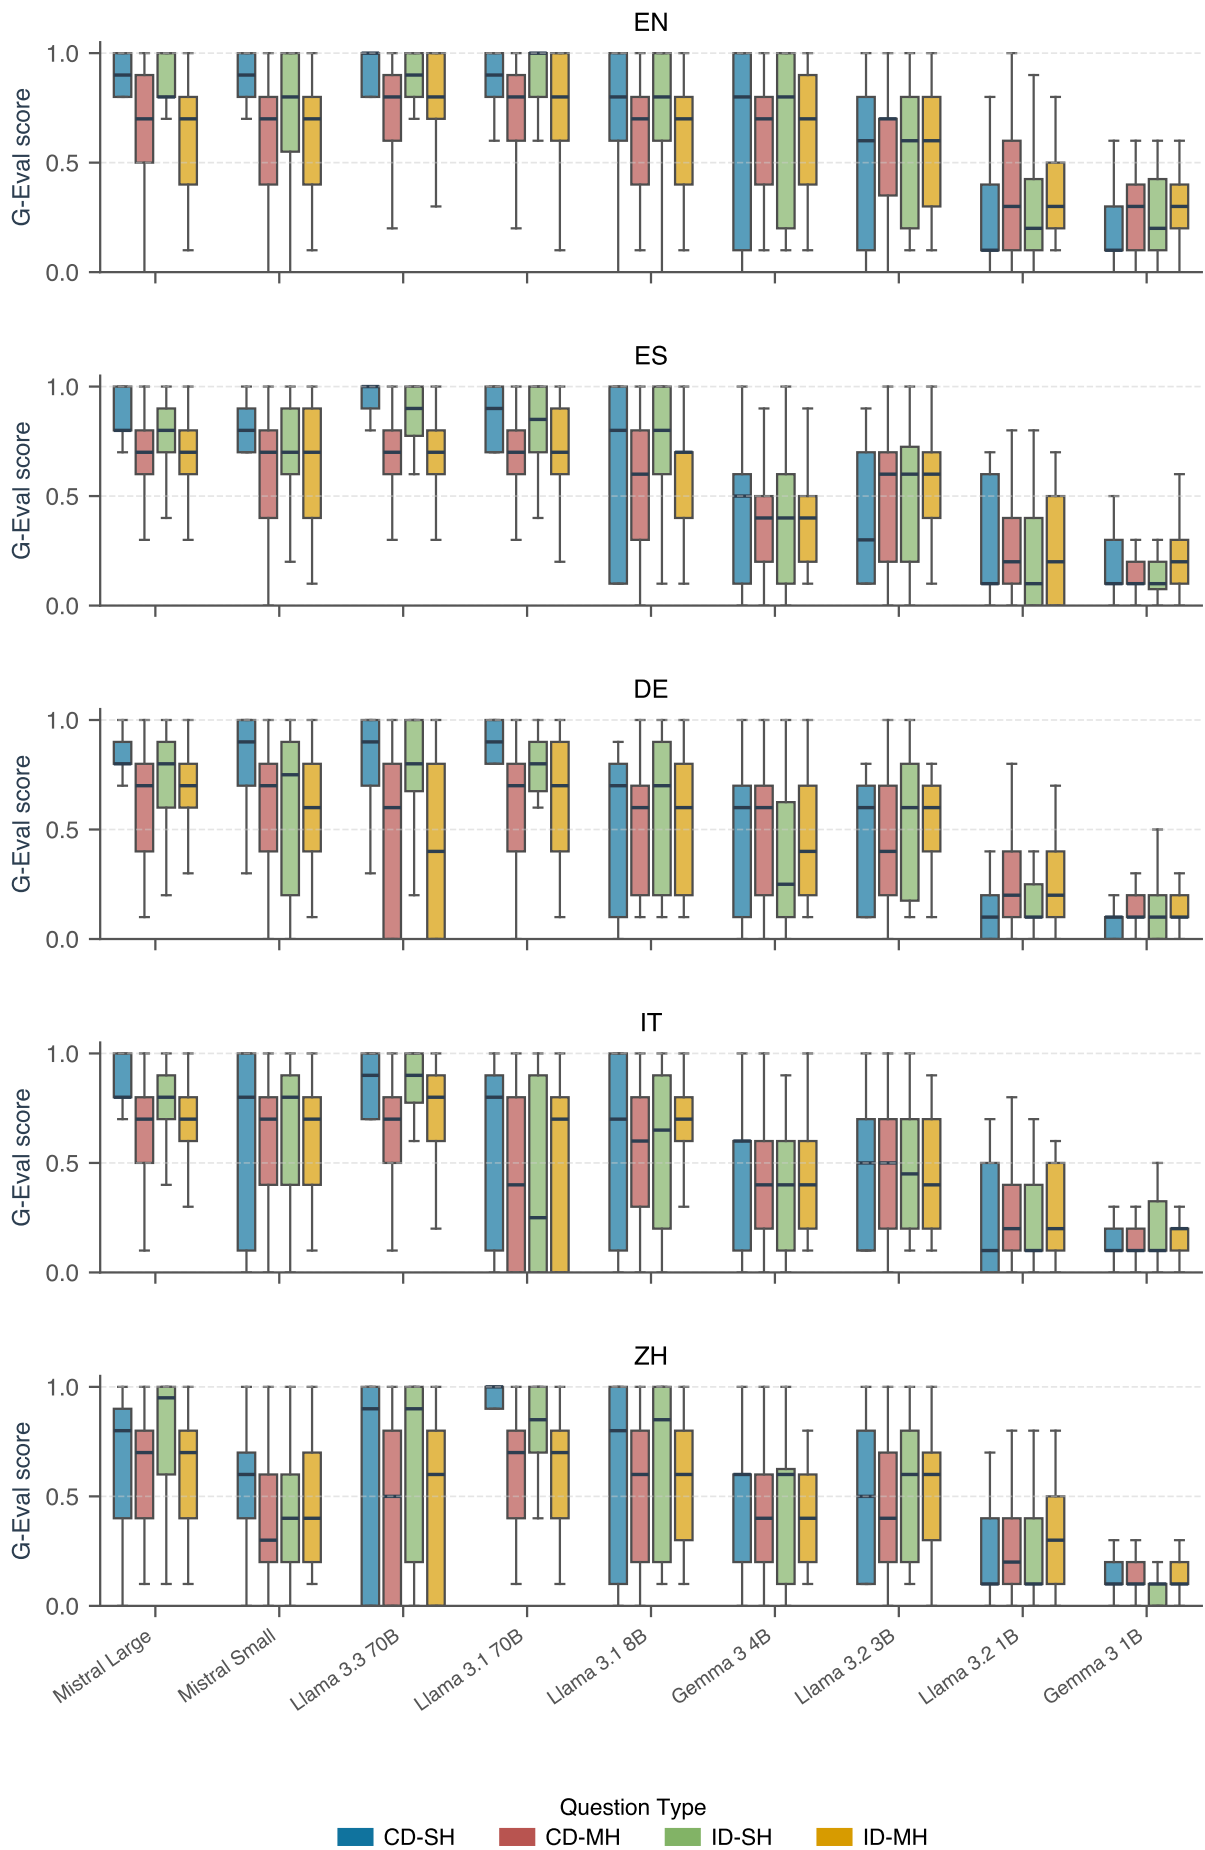 EN
1.0
0.5
0.0
G-Eval score
ES
1.0
0.5
0.0
G-Eval score
DE
1.0
0.5
0.0
G-Eval score
IT
1.0
0.5
0.0
G-Eval score
ZH
1.0
0.5
0.0
G-Eval score
Mistral Large
Mistral Small
Llama 3.3 70B
Llama 3.1 70B
Llama 3.1 8B
Gemma 3 4B
Llama 3.2 3B
Llama 3.2 1B
Gemma 3 1B
Question Type
CD-SH
CD-MH
ID-SH
ID-MH